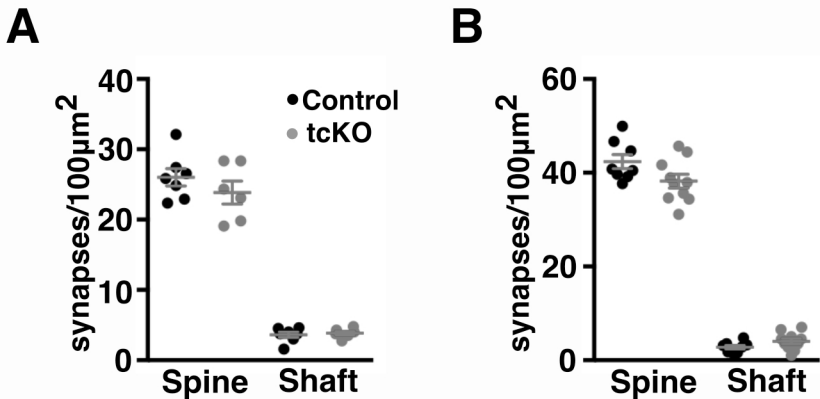 A
synapses/100μm²
40
30
20
10
0
Control
tcKO
Spine Shaft
B
synapses/100μm²
60
40
20
0
Spine Shaft